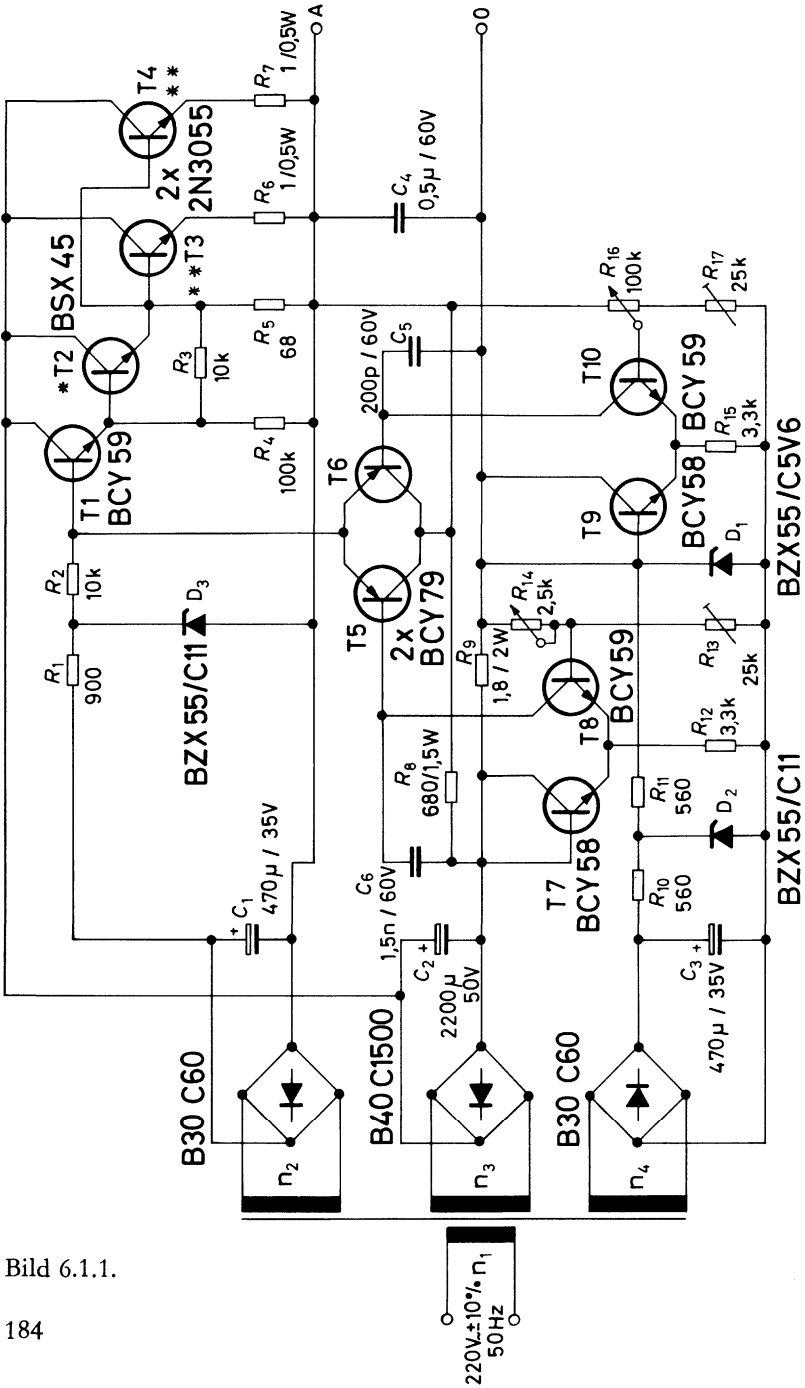 220V±10% n₁
50Hz
n₂
n₃
n₄
B30 C60
B40 C1500
B30 C60
+ C₁
470µ / 35V
C₂ +
2200µ
50V
C₃ +
470µ / 35V
C₆
1,5n / 60V
R₁
900
R₂
10k
D₃
BZX 55 / C11
T1
BCY 59
*T2
BSX 45
R₃
10k
R₄
100k
R₅
68
**T3
2x
2N3055
T4
**
R₆
1 /0,5W
R₇
1 /0,5W
A
0
T5
T6
2x
BCY 79
200p / 60V
C₅
C₄
0,5µ / 60V
R₈
680/1,5W
R₉
1,8 / 2W
T7
BCY 58
T8
BCY59
R₁₄
2,5k
R₁₃
25k
R₁₂
3,3k
R₁₀
560
R₁₁
560
D₂
BZX 55 / C11
T9
BCY58
T10
BCY 59
R₁₅
3,3k
D₁
BZX 55 / C5V6
R₁₆
100k
R₁₇
25k
Bild 6.1.1.
184